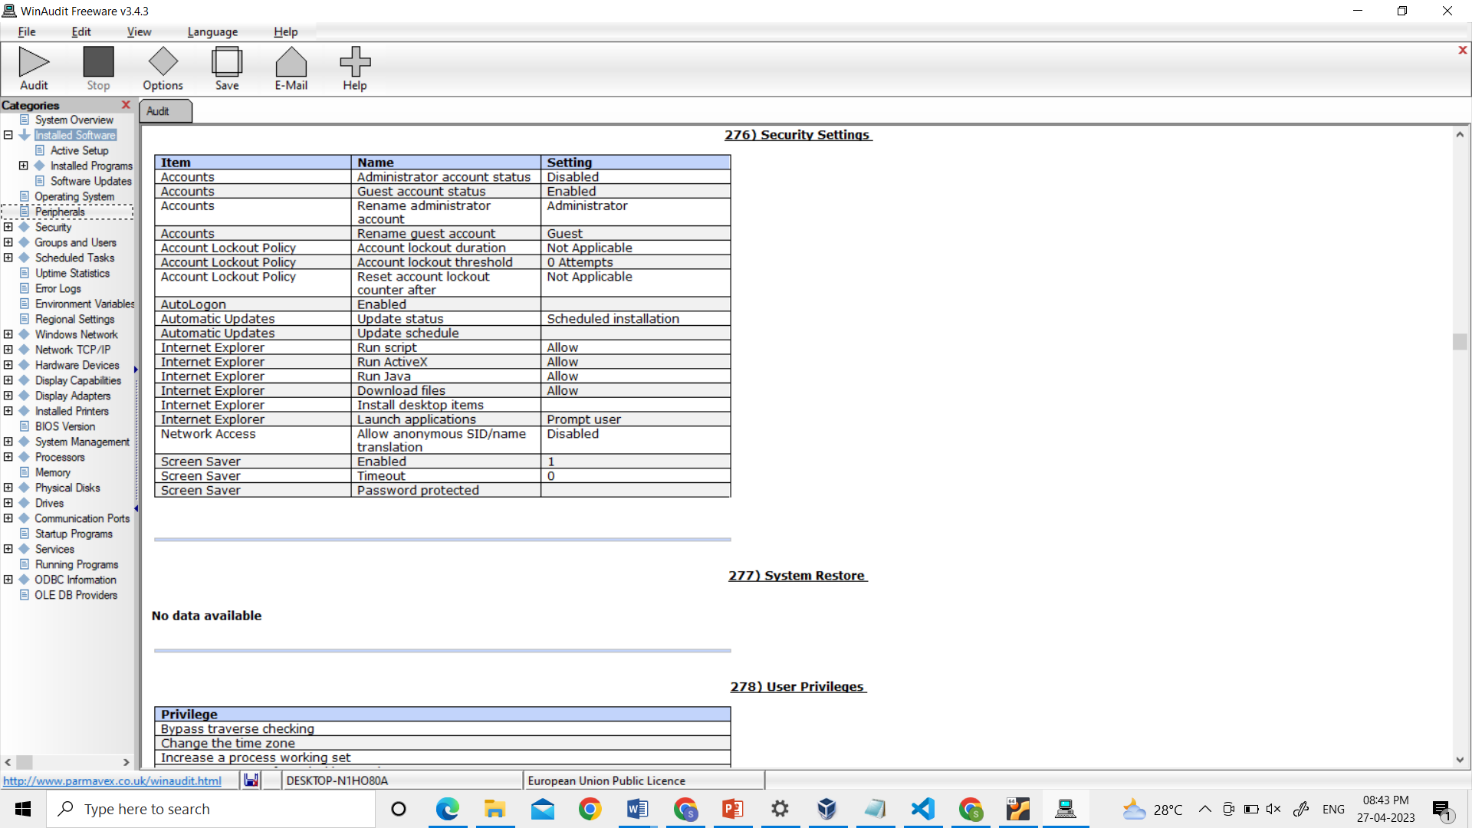 WinAudit Freeware v3.4.3
File Edit View Language Help
Audit Stop Options Save E-Mail Help
Categories
System Overview
Installed Software
Active Setup
Installed Programs
Software Updates
Operating System
Peripherals
Security
Groups and Users
Scheduled Tasks
Uptime Statistics
Error Logs
Environment Variables
Regional Settings
Windows Network
Network TCP/IP
Hardware Devices
Display Capabilities
Display Adapters
Installed Printers
BIOS Version
System Management
Processors
Memory
Physical Disks
Drives
Communication Ports
Startup Programs
Services
Running Programs
ODBC Information
OLE DB Providers
Audit
276) Security Settings
Item Name Setting
Accounts Administrator account status Disabled
Accounts Guest account status Enabled
Accounts Rename administrator Administrator
account
Accounts Rename guest account Guest
Account Lockout Policy Account lockout duration Not Applicable
Account Lockout Policy Account lockout threshold 0 Attempts
Account Lockout Policy Reset account lockout Not Applicable
counter after
AutoLogon Enabled
Automatic Updates Update status Scheduled installation
Automatic Updates Update schedule
Internet Explorer Run script Allow
Internet Explorer Run ActiveX Allow
Internet Explorer Run Java Allow
Internet Explorer Download files Allow
Internet Explorer Install desktop items
Internet Explorer Launch applications Prompt user
Network Access Allow anonymous SID/name Disabled
translation
Screen Saver Enabled 1
Screen Saver Timeout 0
Screen Saver Password protected
277) System Restore
No data available
278) User Privileges
Privilege
Bypass traverse checking
Change the time zone
Increase a process working set
http://www.parmavex.co.uk/winaudit.html DESKTOP-N1HO80A European Union Public Licence
Type here to search 28°C ENG 08:43 PM
27-04-2023 1